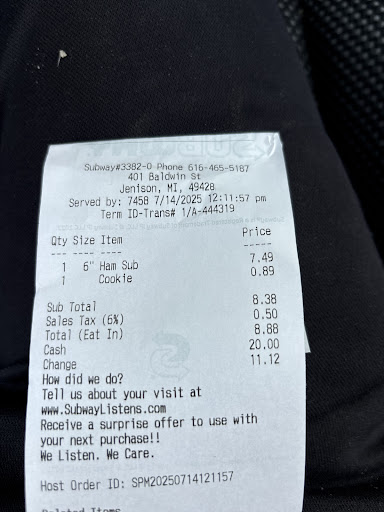 Subway#3382-0 Phone 616-465-5187
401 Baldwin St
Jenison, MI, 49428
Served by: 7458 7/14/2025 12:11:57 pm
Term ID-Trans# 1/A-444319
Qty Size Item Price
--- ---- ---- -----
1 6" Ham Sub 7.49
1 Cookie 0.89
Sub Total 8.38
Sales Tax (6%) 0.50
Total (Eat In) 8.88
Cash 20.00
Change 11.12
How did we do?
Tell us about your visit at
www.SubwayListens.com
Receive a surprise offer to use with
your next purchase!!
We Listen. We Care.
Host Order ID: SPM20250714121157
Related Items